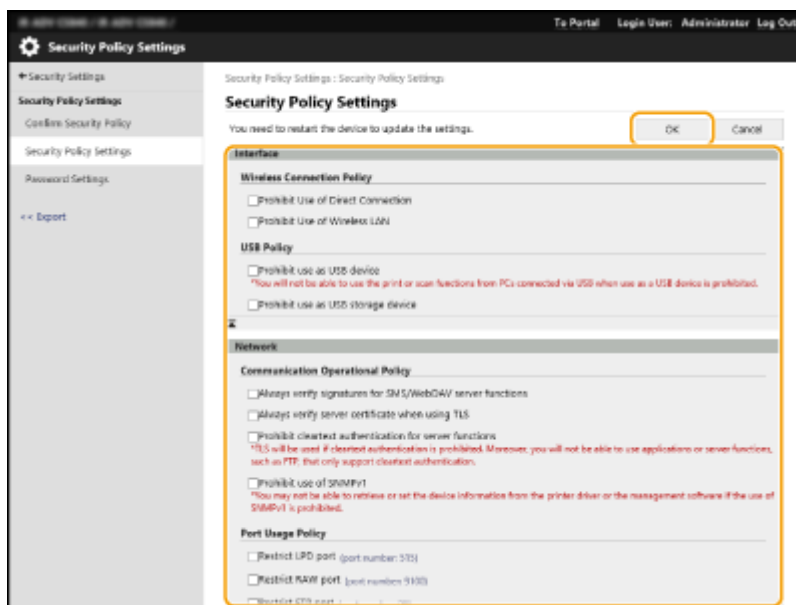 To Portal Login User: Administrator Log Out
Security Policy Settings
Security Settings
Security Policy Settings
Confirm Security Policy
Security Policy Settings
Password Settings
<< Export
Security Policy Settings : Security Policy Settings
Security Policy Settings
You need to restart the device to update the settings.
OK
Cancel
Interface
Wireless Connection Policy
Prohibit Use of Direct Connection
Prohibit Use of Wireless LAN
USB Policy
Prohibit use as USB device
*You will not be able to use the print or scan functions from PCs connected via USB when use as a USB device is prohibited.
Prohibit use as USB storage device
Network
Communication Operational Policy
Always verify signatures for SMS/WebDAV server functions
Always verify server certificate when using TLS
Prohibit cleartext authentication for server functions
*TLS will be used if cleartext authentication is prohibited. Moreover, you will not be able to use applications or server functions,
such as FTP, that only support cleartext authentication.
Prohibit use of SNMPv1
*You may not be able to retrieve or set the device information from the printer driver or the management software if the use of
SNMPv1 is prohibited.
Port Usage Policy
Restrict LPD port (port number: 515)
Restrict RAW port (port number: 9100)
Restrict FTP port